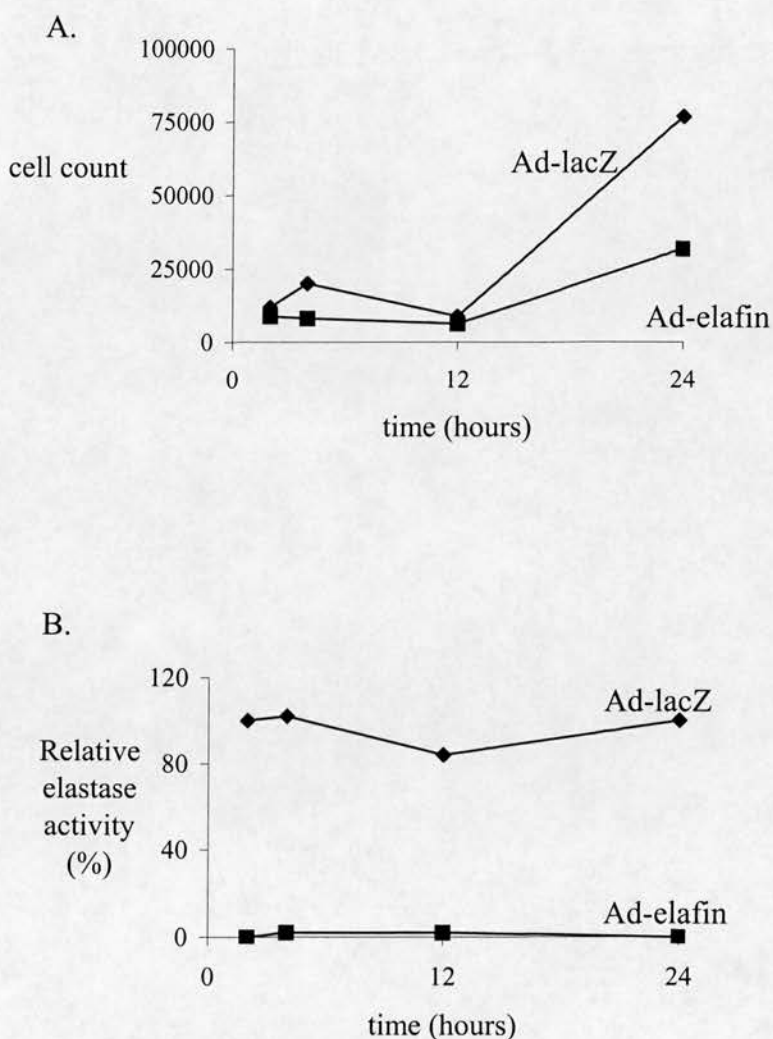 A.
100000
75000
cell count
50000
25000
0
Ad-lacZ
Ad-elafin
0 12 24
time (hours)
B.
120
80
40
0
Relative
elastase
activity
(%)
Ad-lacZ
Ad-elafin
0 12 24
time (hours)